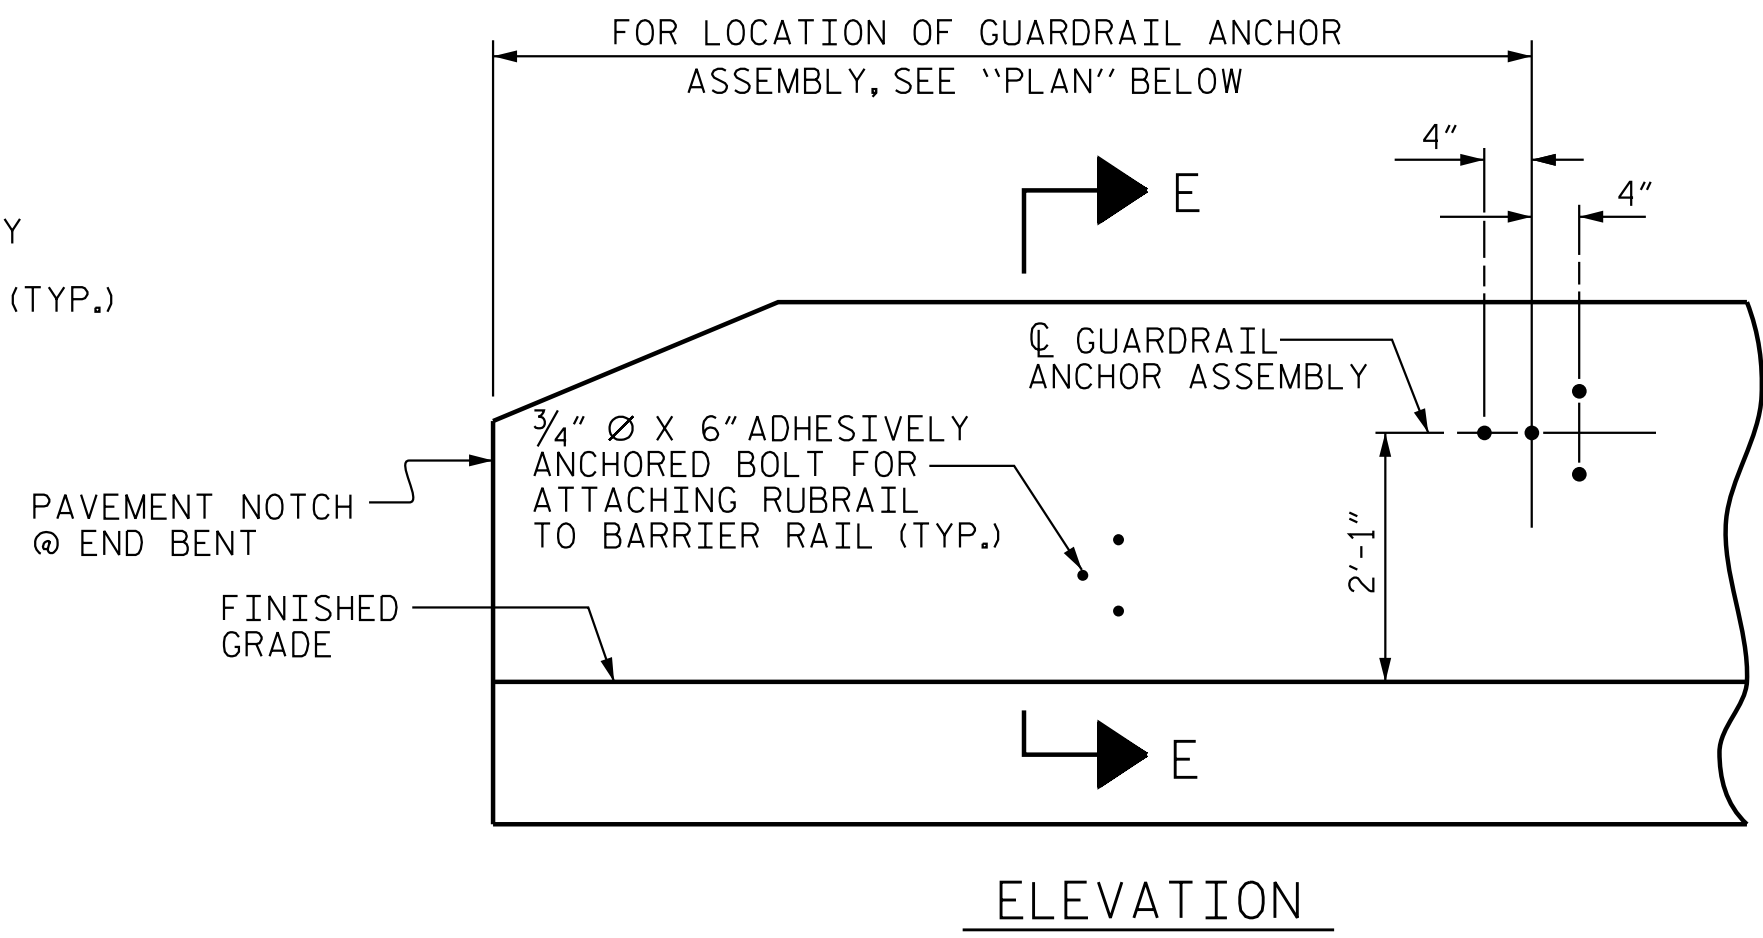 FOR LOCATION OF GUARDRAIL ANCHOR
ASSEMBLY, SEE "PLAN" BELOW
4"
4"
E
Y
(TYP.)
℄ GUARDRAIL
ANCHOR ASSEMBLY
3/4" Ø X 6" ADHESIVELY
ANCHORED BOLT FOR
ATTACHING RUBRAIL
TO BARRIER RAIL (TYP.)
PAVEMENT NOTCH
@ END BENT
2'-1"
FINISHED
GRADE
E
ELEVATION